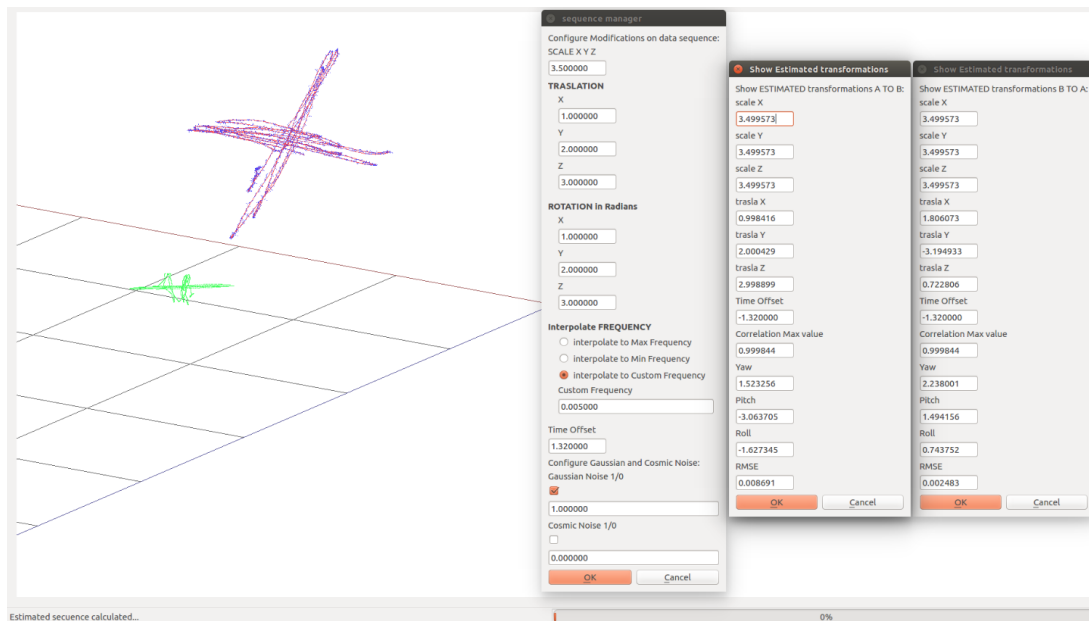 sequence manager
Configure Modifications on data sequence:
SCALE X Y Z
3.500000
TRASLATION
X
1.000000
Y
2.000000
Z
3.000000
ROTATION in Radians
X
1.000000
Y
2.000000
Z
3.000000
Interpolate FREQUENCY
interpolate to Max Frequency
interpolate to Min Frequency
interpolate to Custom Frequency
Custom Frequency
0.005000
Time Offset
1.320000
Configure Gaussian and Cosmic Noise:
Gaussian Noise 1/0
1.000000
Cosmic Noise 1/0
0.000000
OK Cancel
Show Estimated transformations
Show ESTIMATED transformations A TO B:
scale X
3.499573
scale Y
3.499573
scale Z
3.499573
trasla X
0.998416
trasla Y
2.000429
trasla Z
2.998899
Time Offset
-1.320000
Correlation Max value
0.999844
Yaw
1.523256
Pitch
-3.063705
Roll
-1.627345
RMSE
0.008691
OK Cancel
Show Estimated transformations
Show ESTIMATED transformations B TO A:
scale X
3.499573
scale Y
3.499573
scale Z
3.499573
trasla X
1.806073
trasla Y
-3.194933
trasla Z
0.722806
Time Offset
-1.320000
Correlation Max value
0.999844
Yaw
2.238001
Pitch
1.494156
Roll
0.743752
RMSE
0.002483
OK Cancel
Estimated secuence calculated...
0%